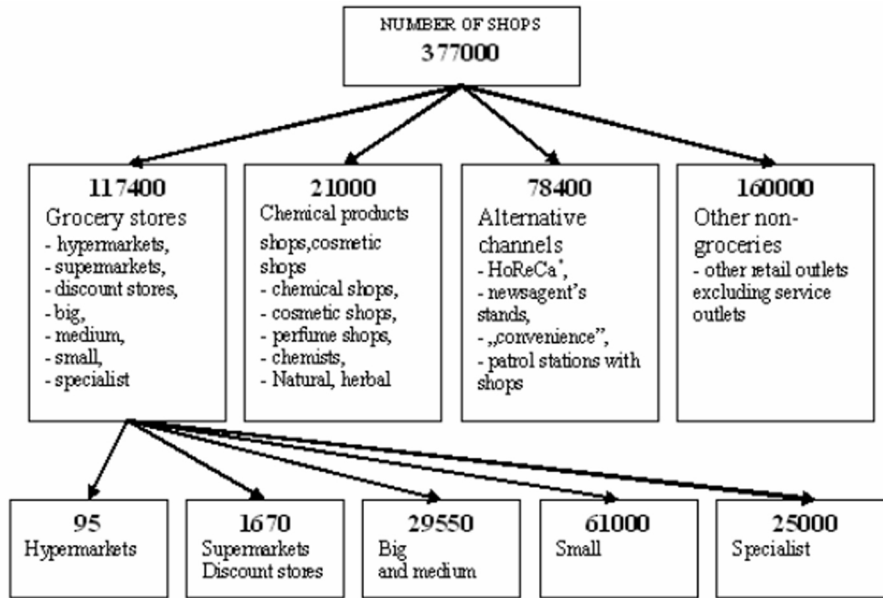 NUMBER OF SHOPS
377000
117400
Grocery stores
- hypermarkets,
- supermarkets,
- discount stores,
- big,
- medium,
- small,
- specialist
21000
Chemical products
shops,cosmetic
shops
- chemical shops,
- cosmetic shops,
- perfume shops,
- chemists,
- Natural, herbal
78400
Alternative
channels
- HoReCa*,
- newsagent's
stands,
- „convenience”,
- patrol stations with
shops
160000
Other non-
groceries
- other retail outlets
excluding service
outlets
95
Hypermarkets
1670
Supermarkets
Discount stores
29550
Big
and medium
61000
Small
25000
Specialist